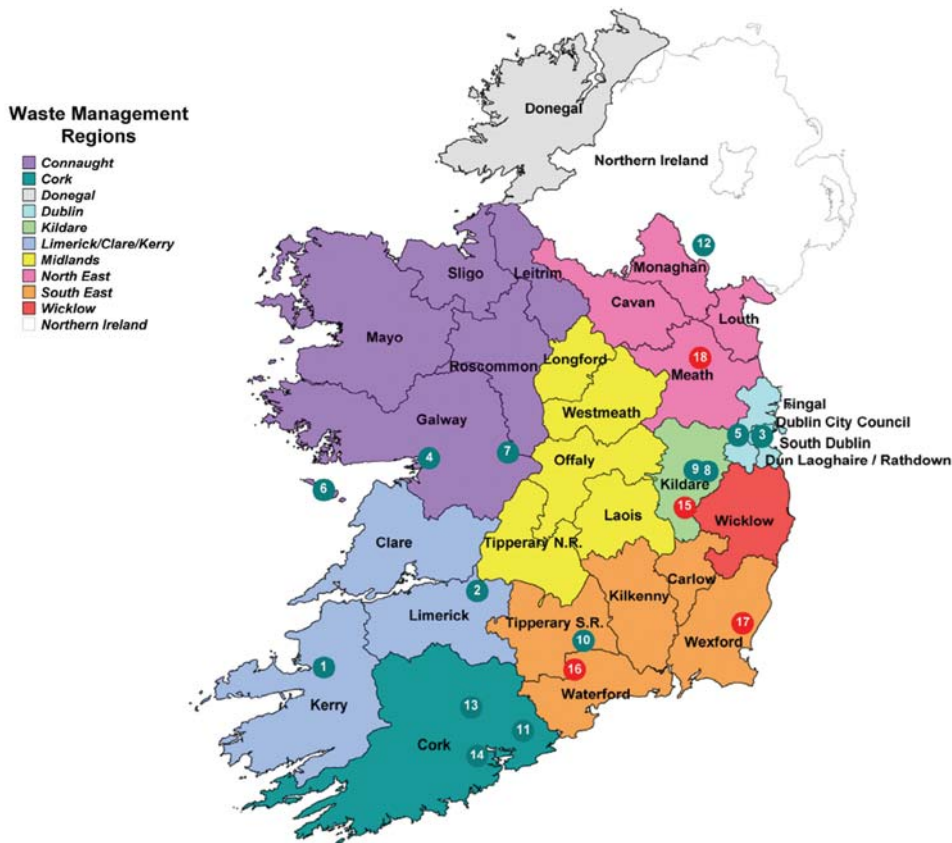 Waste Management
Regions
Connaught
Cork
Donegal
Dublin
Kildare
Limerick/Clare/Kerry
Midlands
North East
South East
Wicklow
Northern Ireland
Donegal
Northern Ireland
12
Monaghan
Sligo
Leitrim
Cavan
Louth
Mayo
18
Longford
Roscommon
Meath
Fingal
Westmeath
Galway
Dublin City Council
5
3
South Dublin
4
7
Offaly
Dun Laoghaire / Rathdown
9
8
Kildare
6
15
Laois
Wicklow
Clare
Tipperary N.R.
Carlow
2
Kilkenny
Limerick
Tipperary S.R.
17
10
Wexford
1
16
Waterford
Kerry
13
11
Cork
14